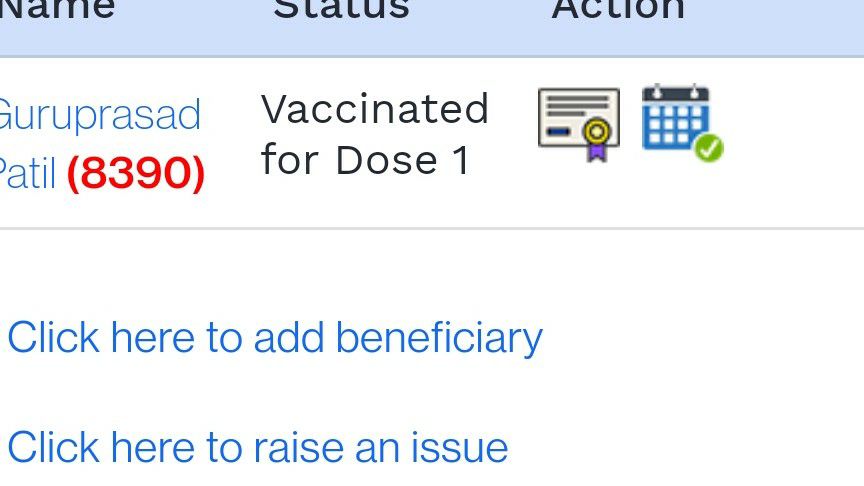 Name Status Action
Guruprasad
Patil (8390)
Vaccinated
for Dose 1
Click here to add beneficiary
Click here to raise an issue